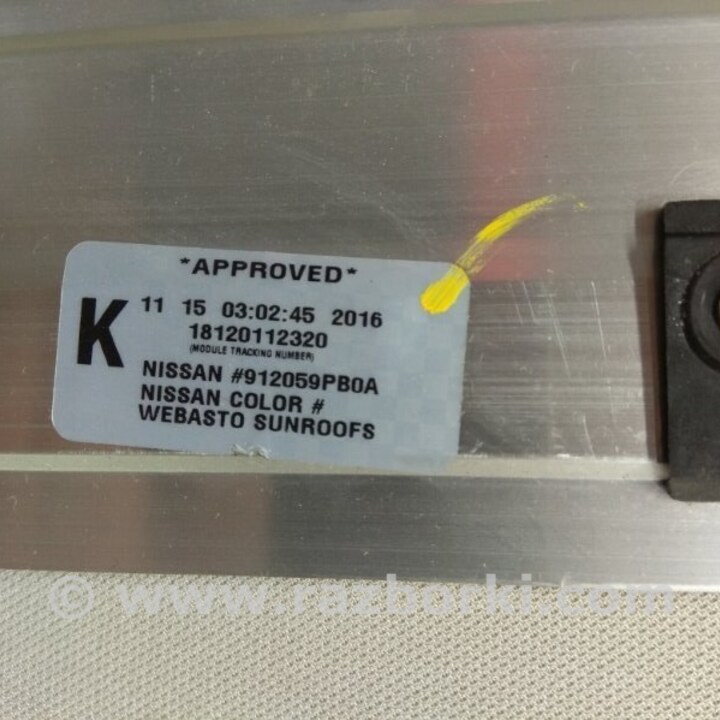 *APPROVED*
K
11 15 03:02:45 2016
18120112320
(MODULE TRACKING NUMBER)
NISSAN #912059PB0A
NISSAN COLOR #
WEBASTO SUNROOFS
© www.razborki.com